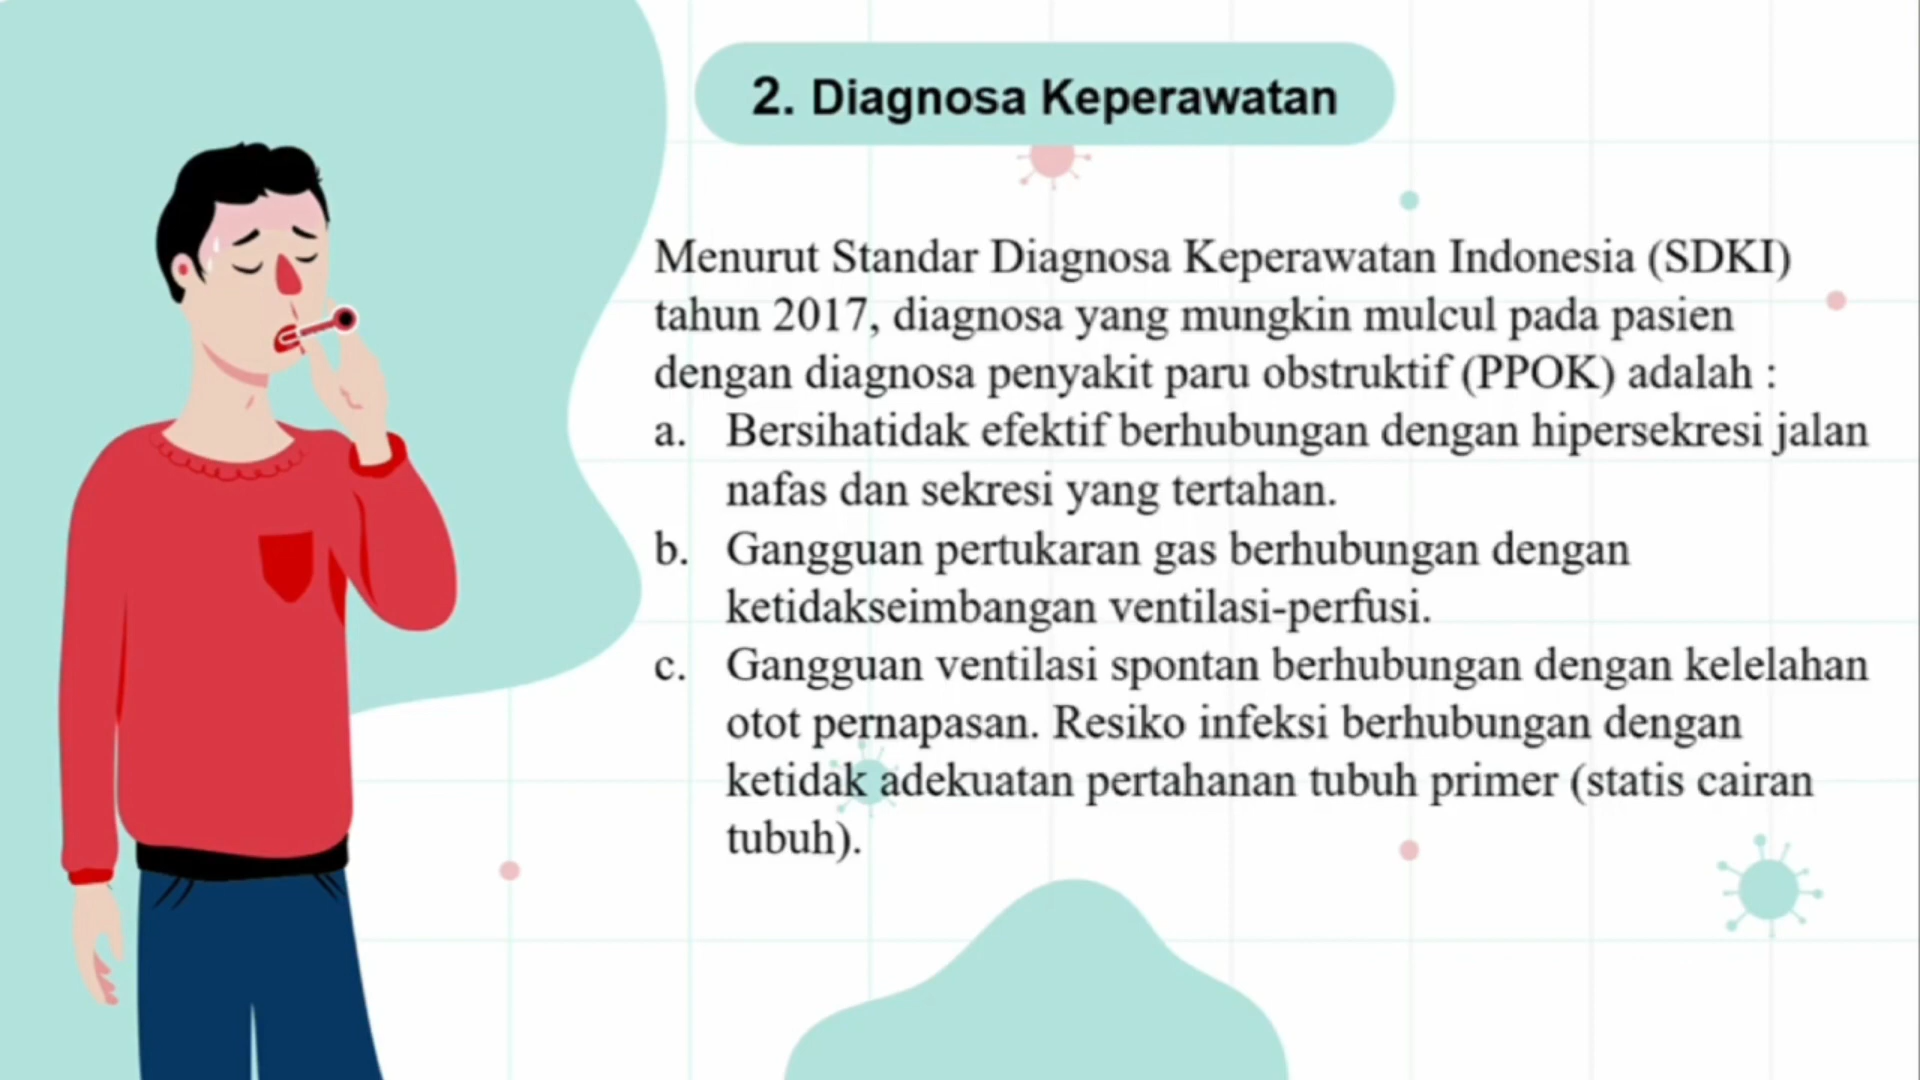 2. Diagnosa Keperawatan
Menurut Standar Diagnosa Keperawatan Indonesia (SDKI)
tahun 2017, diagnosa yang mungkin mulcul pada pasien
dengan diagnosa penyakit paru obstruktif (PPOK) adalah :
a. Bersihatidak efektif berhubungan dengan hipersekresi jalan
nafas dan sekresi yang tertahan.
b. Gangguan pertukaran gas berhubungan dengan
ketidakseimbangan ventilasi-perfusi.
c. Gangguan ventilasi spontan berhubungan dengan kelelahan
otot pernapasan. Resiko infeksi berhubungan dengan
ketidak adekuatan pertahanan tubuh primer (statis cairan
tubuh).